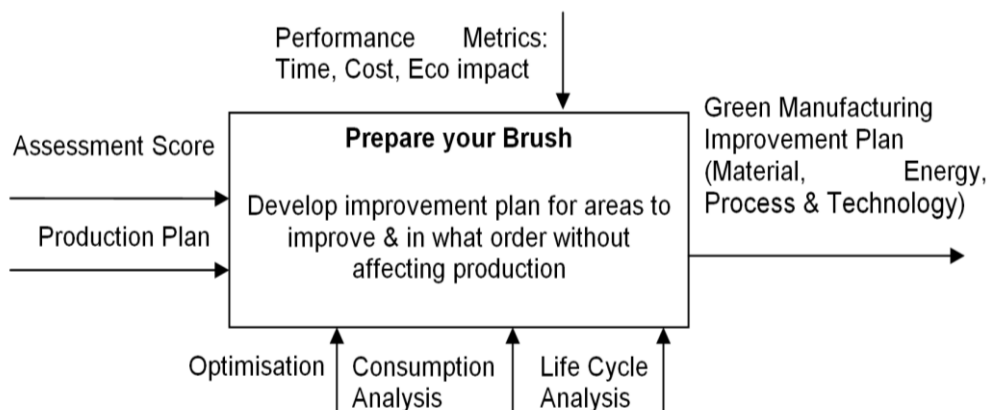 Performance Metrics:
Time, Cost, Eco impact
Assessment Score
Production Plan
Prepare your Brush
Develop improvement plan for areas to
improve & in what order without
affecting production
Green Manufacturing
Improvement Plan
(Material, Energy,
Process & Technology)
Optimisation
Consumption
Analysis
Life Cycle
Analysis